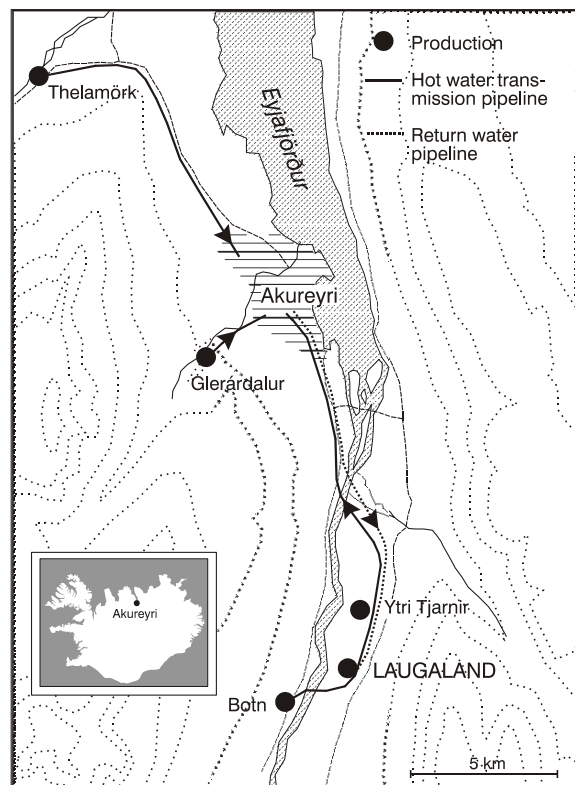 Production
Hot water trans-
mission pipeline
Return water
pipeline
Thelamörk
Eyjafjörður
Akureyri
Glerárdalur
Ytri Tjarnir
LAUGALAND
Botn
Akureyri
5 km